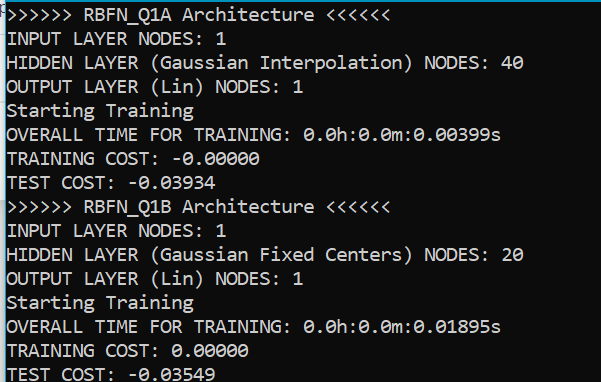 >>>>>> RBFN_Q1A Architecture <<<<<<
INPUT LAYER NODES: 1
HIDDEN LAYER (Gaussian Interpolation) NODES: 40
OUTPUT LAYER (Lin) NODES: 1
Starting Training
OVERALL TIME FOR TRAINING: 0.0h:0.0m:0.00399s
TRAINING COST: -0.00000
TEST COST: -0.03934
>>>>>> RBFN_Q1B Architecture <<<<<<
INPUT LAYER NODES: 1
HIDDEN LAYER (Gaussian Fixed Centers) NODES: 20
OUTPUT LAYER (Lin) NODES: 1
Starting Training
OVERALL TIME FOR TRAINING: 0.0h:0.0m:0.01895s
TRAINING COST: 0.00000
TEST COST: -0.03549